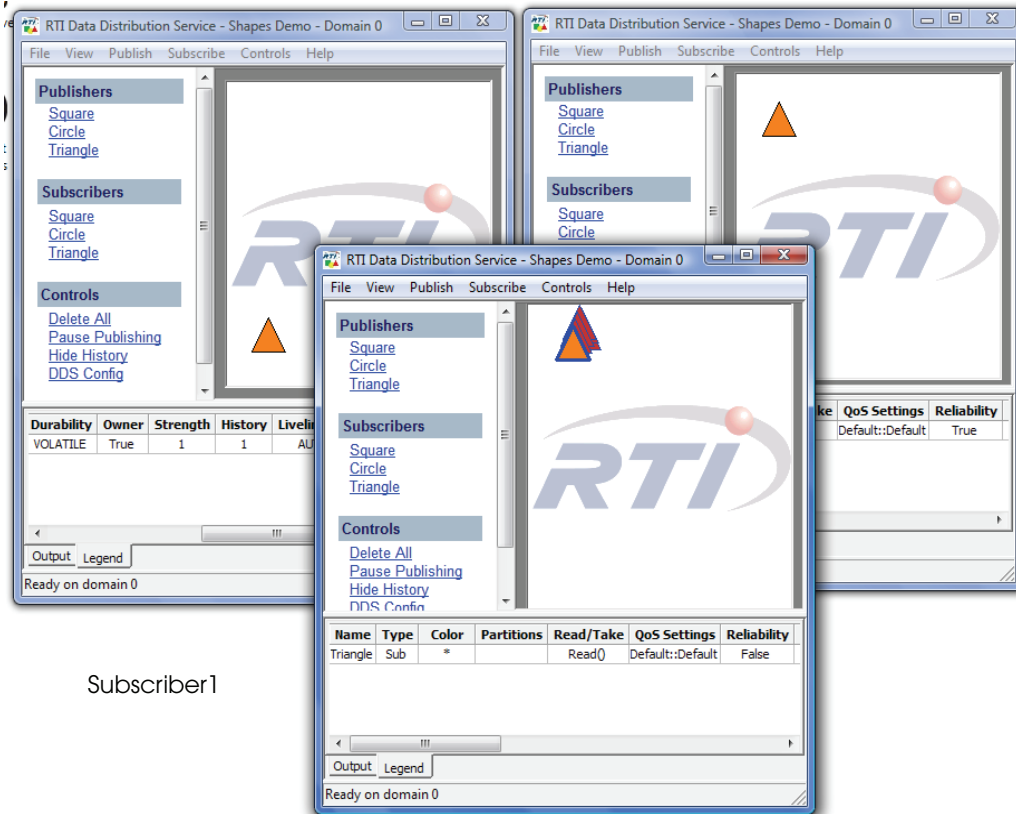 RTI Data Distribution Service - Shapes Demo - Domain 0
File View Publish Subscribe Controls Help
Publishers
Square
Circle
Triangle
Subscribers
Square
Circle
Triangle
Controls
Delete All
Pause Publishing
Hide History
DDS Config
RTI
Durability Owner Strength History
VOLATILE True 1 1
Output Legend
Ready on domain 0
RTI Data Distribution Service - Shapes Demo - Domain 0
File View Publish Subscribe Controls Help
Publishers
Square
Circle
Triangle
Subscribers
Square
Circle
RTI
QoS Settings Reliability
Default::Default True
RTI Data Distribution Service - Shapes Demo - Domain 0
File View Publish Subscribe Controls Help
Publishers
Square
Circle
Triangle
Subscribers
Square
Circle
Triangle
Controls
Delete All
Pause Publishing
Hide History
DDS Config
RTI
Name Type Color Partitions Read/Take QoS Settings Reliability
Triangle Sub * Read() Default::Default False
Output Legend
Ready on domain 0
Subscriber1